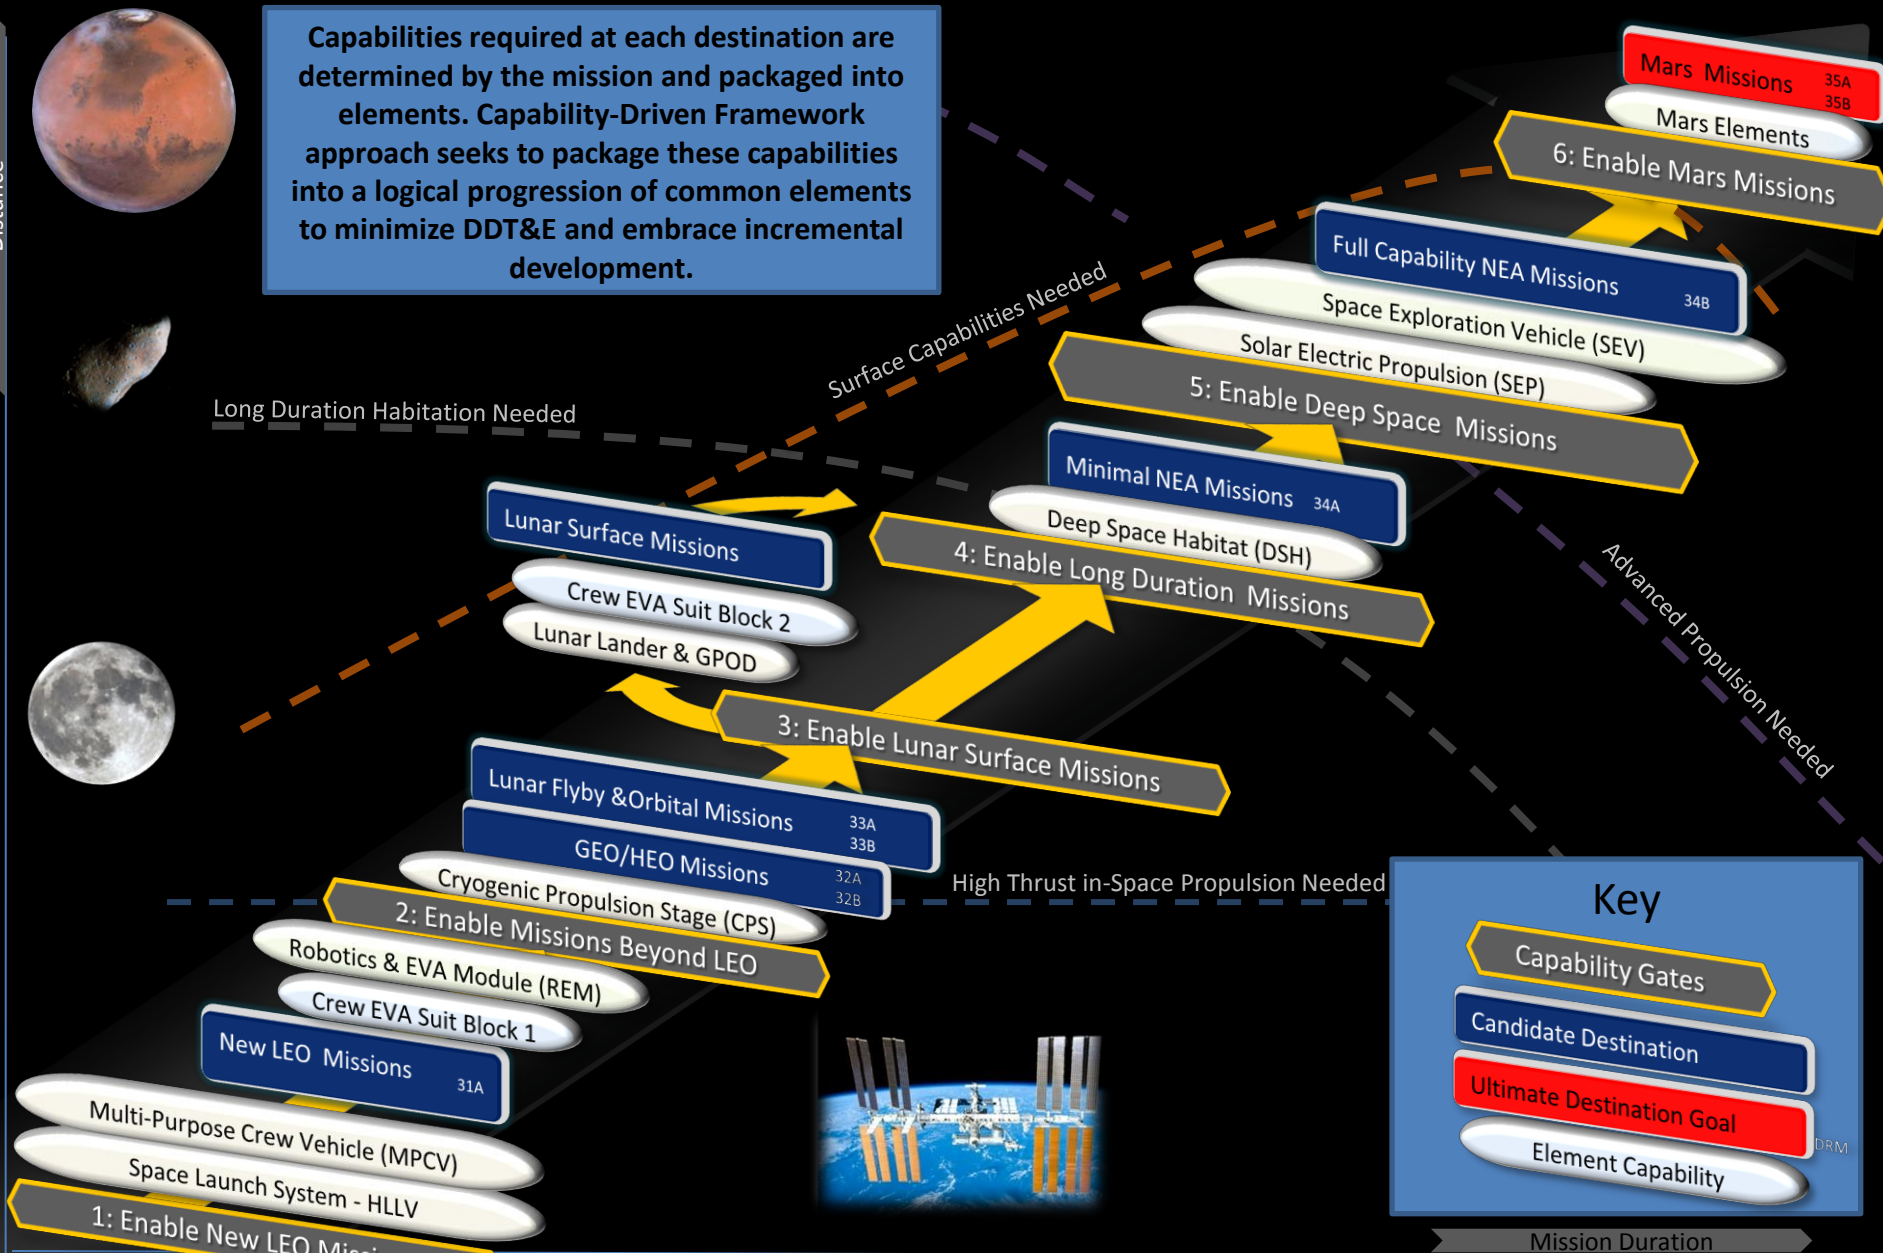 Capabilities required at each destination are
determined by the mission and packaged into
elements. Capability-Driven Framework
approach seeks to package these capabilities
into a logical progression of common elements
to minimize DDT&E and embrace incremental
development.
Distance
Mars Missions 35A
35B
Mars Elements
6: Enable Mars Missions
Full Capability NEA Missions 34B
Space Exploration Vehicle (SEV)
Solar Electric Propulsion (SEP)
5: Enable Deep Space Missions
Surface Capabilities Needed
Long Duration Habitation Needed
Minimal NEA Missions 34A
Deep Space Habitat (DSH)
4: Enable Long Duration Missions
Lunar Surface Missions
Crew EVA Suit Block 2
Lunar Lander & GPOD
Advanced Propulsion Needed
3: Enable Lunar Surface Missions
Lunar Flyby &Orbital Missions 33A
33B
GEO/HEO Missions 32A
32B
Cryogenic Propulsion Stage (CPS)
High Thrust in-Space Propulsion Needed
2: Enable Missions Beyond LEO
Robotics & EVA Module (REM)
Crew EVA Suit Block 1
New LEO Missions 31A
Multi-Purpose Crew Vehicle (MPCV)
Space Launch System - HLLV
1: Enable New LEO
Key
Capability Gates
Candidate Destination
Ultimate Destination Goal
DRM
Element Capability
Mission Duration